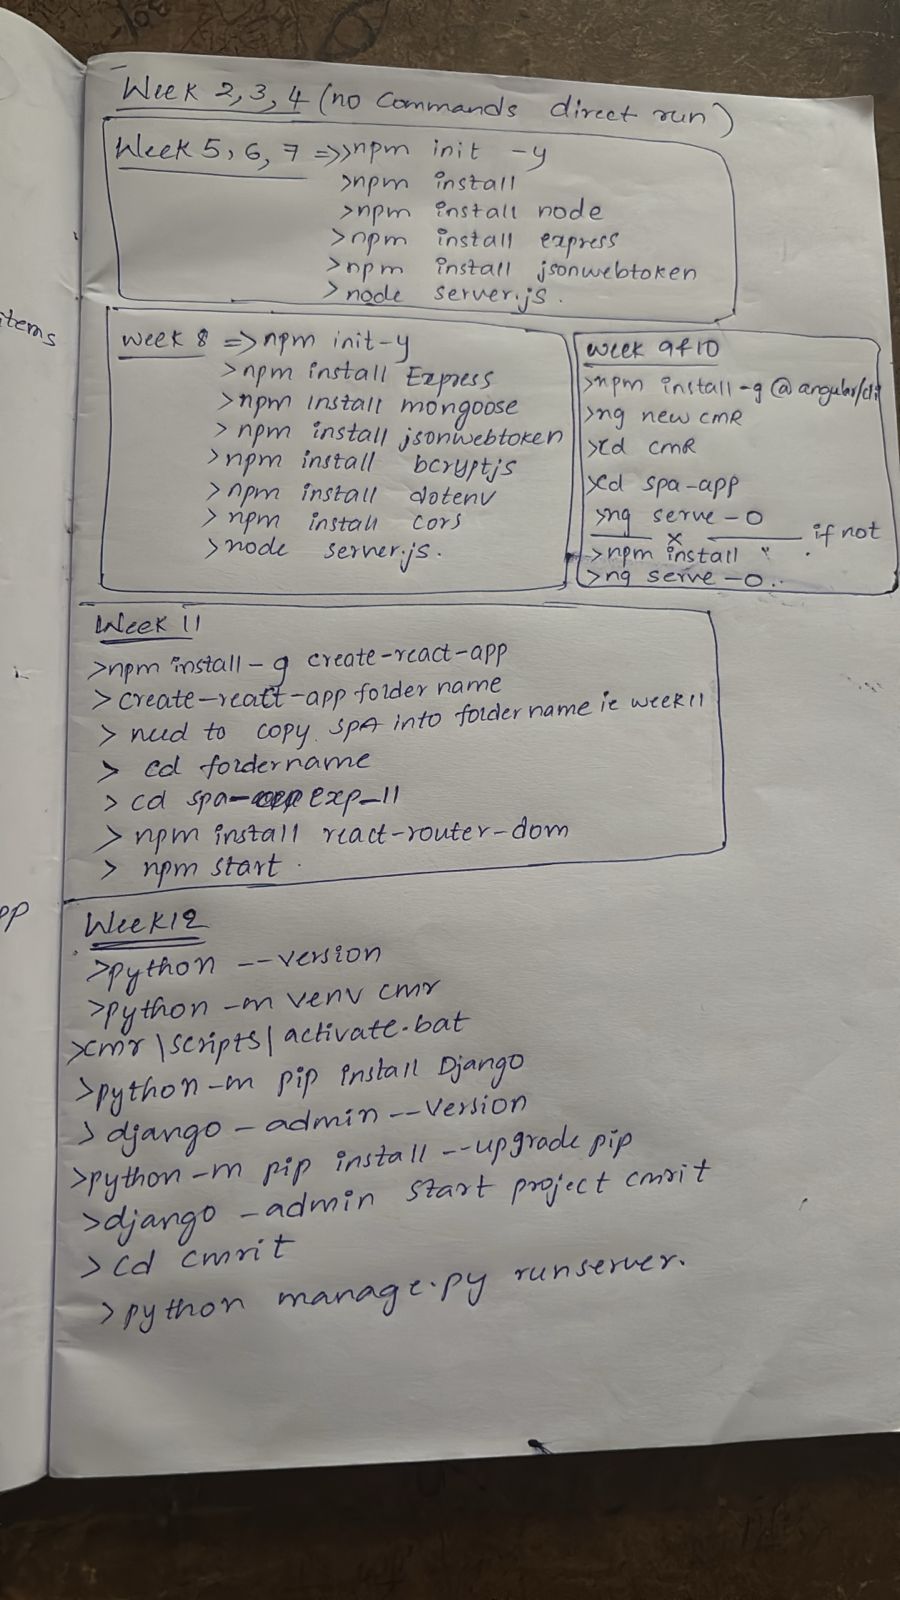 Week 2,3,4 (no commands direct run)
Week 5,6,7 =>>npm init -y
>npm install
>npm install node
>npm install express
>npm install jsonwebtoken
>node server.js.
week 8 =>npm init-y
>npm install Express
>npm install mongoose
>npm install jsonwebtoken
>npm install bcryptjs
>npm install dotenv
>npm install cors
>node server.js.
week 9&10
>npm install -g @angular/cli
>ng new cmR
>cd cmR
>cd spa-app
>ng serve -o
x if not
>npm install
>ng serve -o..
Week 11
>npm install -g create-react-app
>create-react-app folder name
> need to copy SPA into folder name ie week11
> cd foldername
> cd spa-exp_11
> npm install react-router-dom
> npm start.
Week12
>python --version
>python -m venv cmr
>cmr\scripts\activate.bat
>python -m pip install Django
> django -admin --Version
>python -m pip install --upgrade pip
>django -admin start project cmrit
> cd cmrit
>python manage.py runserver.
items
pp